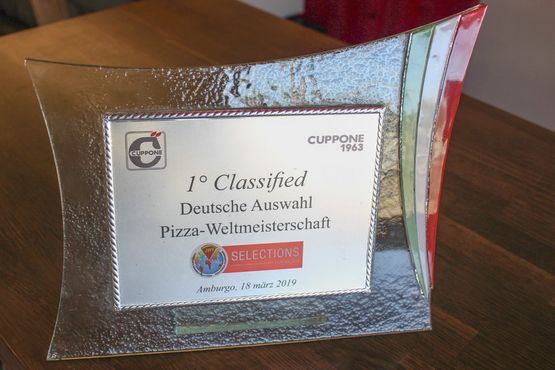 CUPPONE
CUPPONE
1963
1° Classified
Deutsche Auswahl
Pizza-Weltmeisterschaft
SELECTIONS
Amburgo, 18 märz 2019